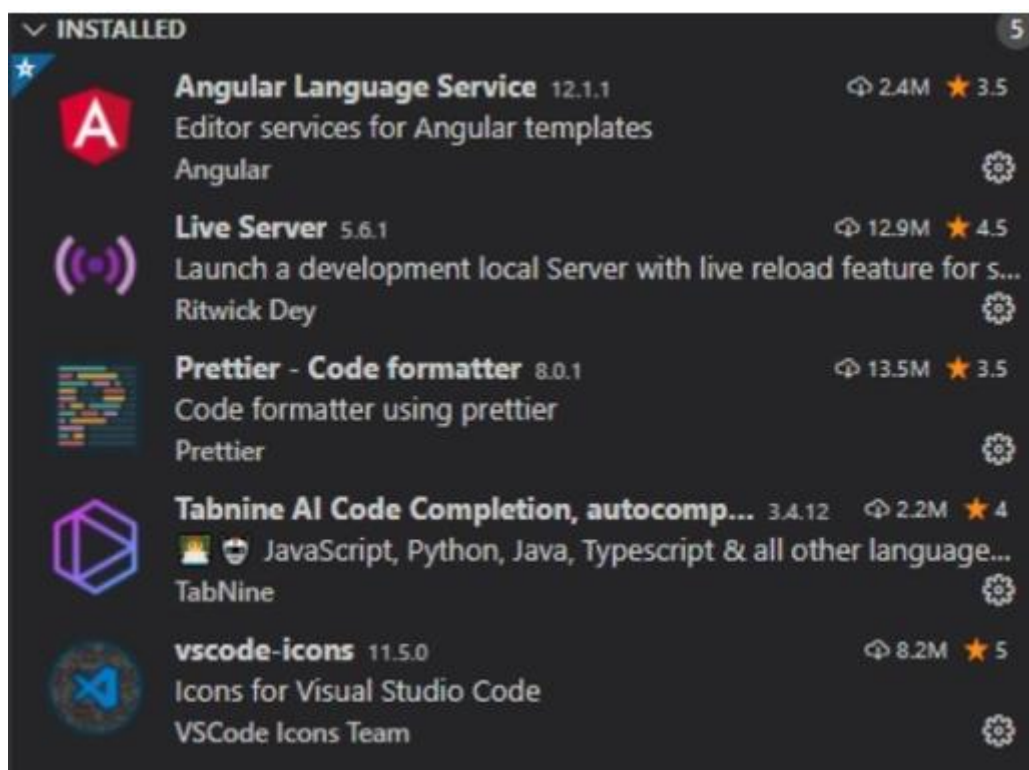 INSTALLED 5
Angular Language Service 12.1.1 2.4M 3.5
Editor services for Angular templates
Angular
Live Server 5.6.1 12.9M 4.5
Launch a development local Server with live reload feature for s...
Ritwick Dey
Prettier - Code formatter 8.0.1 13.5M 3.5
Code formatter using prettier
Prettier
Tabnine AI Code Completion, autocomp... 3.4.12 2.2M 4
JavaScript, Python, Java, Typescript & all other language...
TabNine
vscode-icons 11.5.0 8.2M 5
Icons for Visual Studio Code
VSCode Icons Team